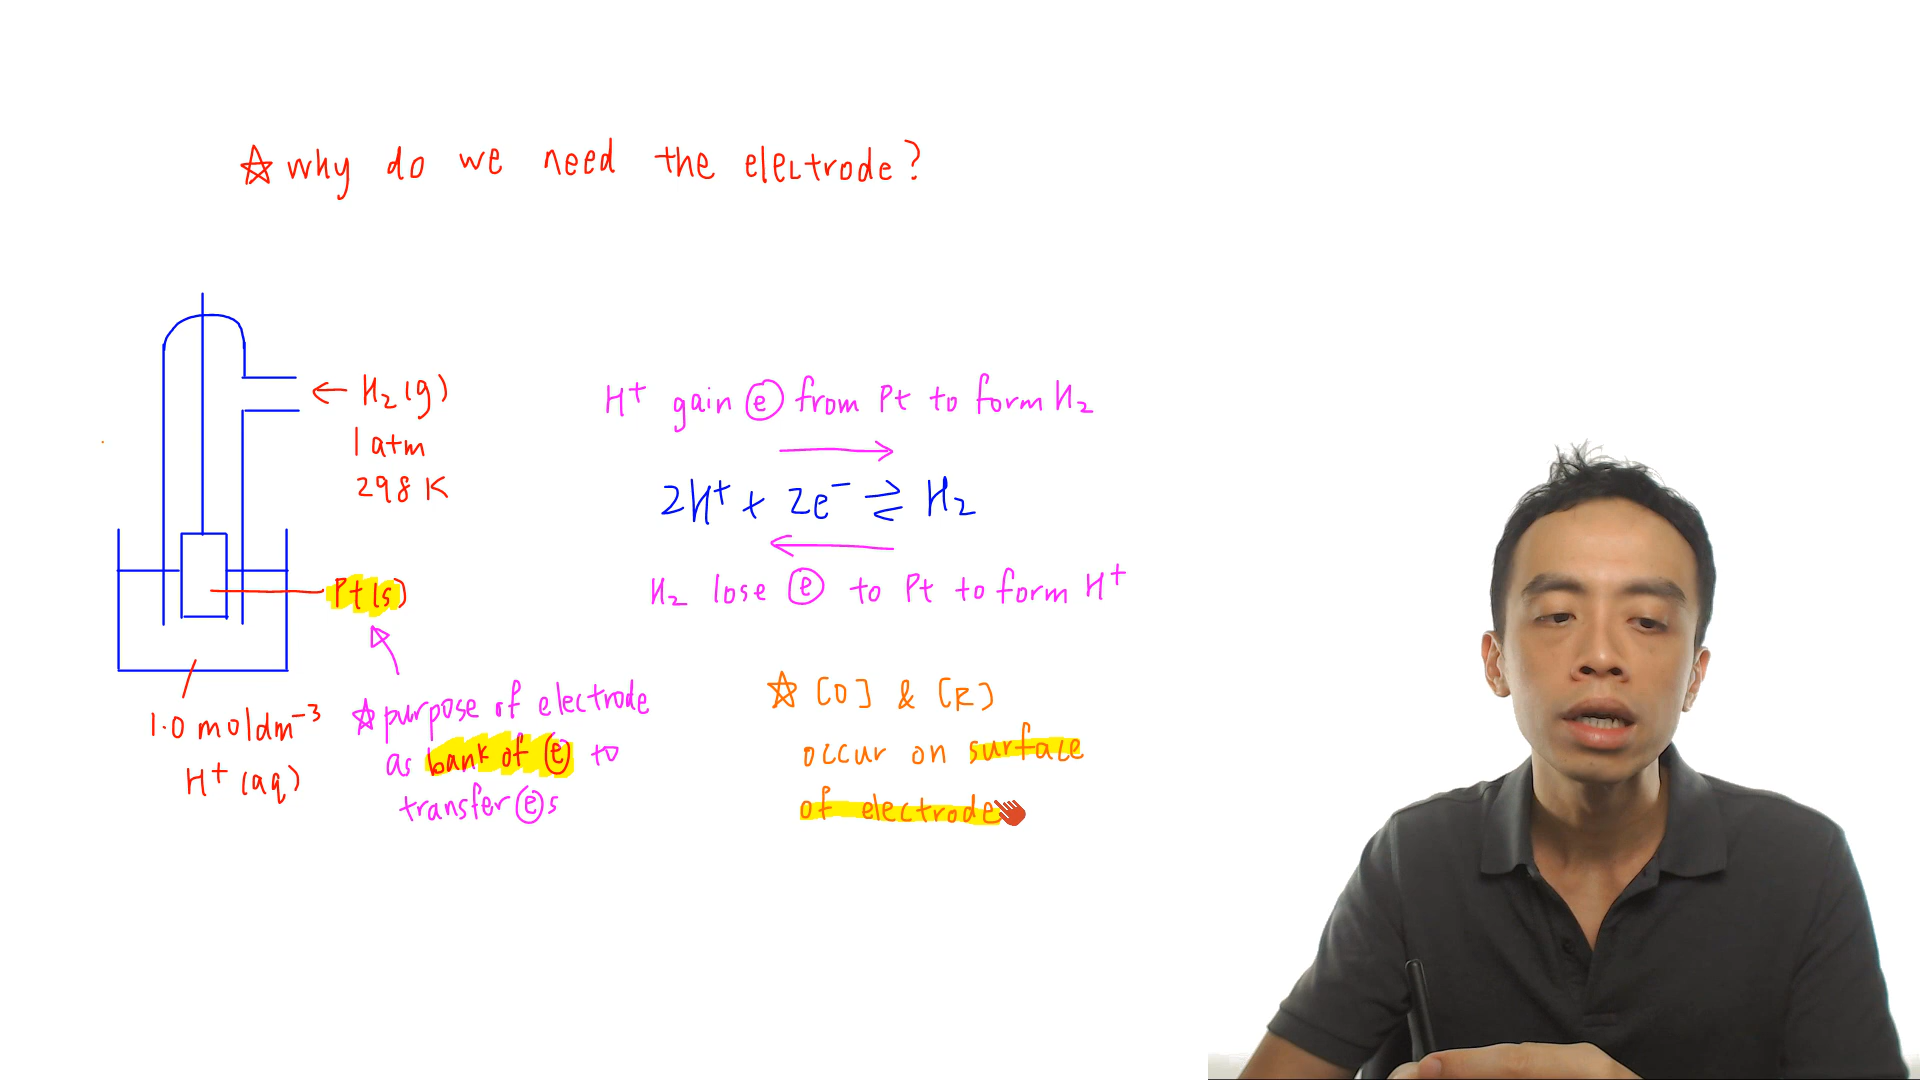 ☆ why do we need the electrode?
← H₂(g)
1 atm
298 K
Pt(s)
1.0 moldm⁻³
H⁺ (aq)
☆ purpose of electrode
as bank of ⓔ to
transfer ⓔs
H⁺ gain ⓔ from Pt to form H₂
2H⁺ + 2e⁻ ⇌ H₂
H₂ lose ⓔ to Pt to form H⁺
☆ [O] & [R]
occur on surface
of electrode